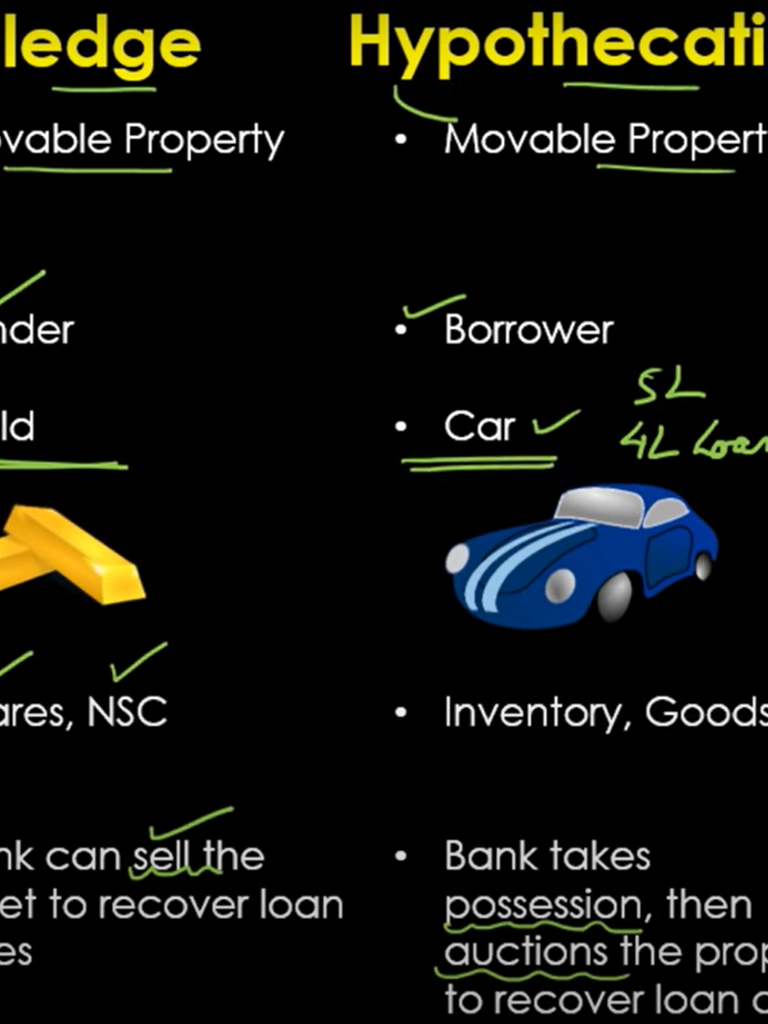 ledge
Hypothecati
ovable Property
• Movable Propert
nder
• Borrower
5L
ld
• Car
4L Loan
ares, NSC
• Inventory, Goods
nk can sell the
et to recover loan
es
• Bank takes
possession, then
auctions the prop
to recover loan